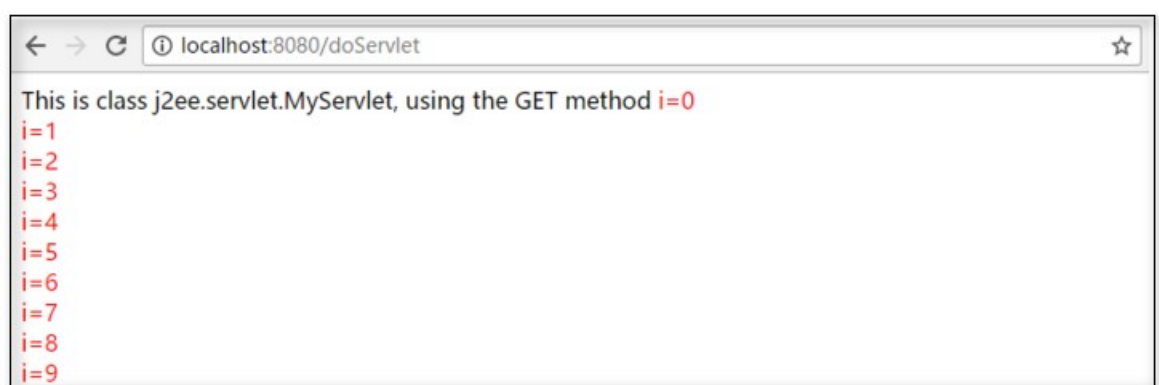 localhost:8080/doServlet
This is class j2ee.servlet.MyServlet, using the GET method i=0
i=1
i=2
i=3
i=4
i=5
i=6
i=7
i=8
i=9